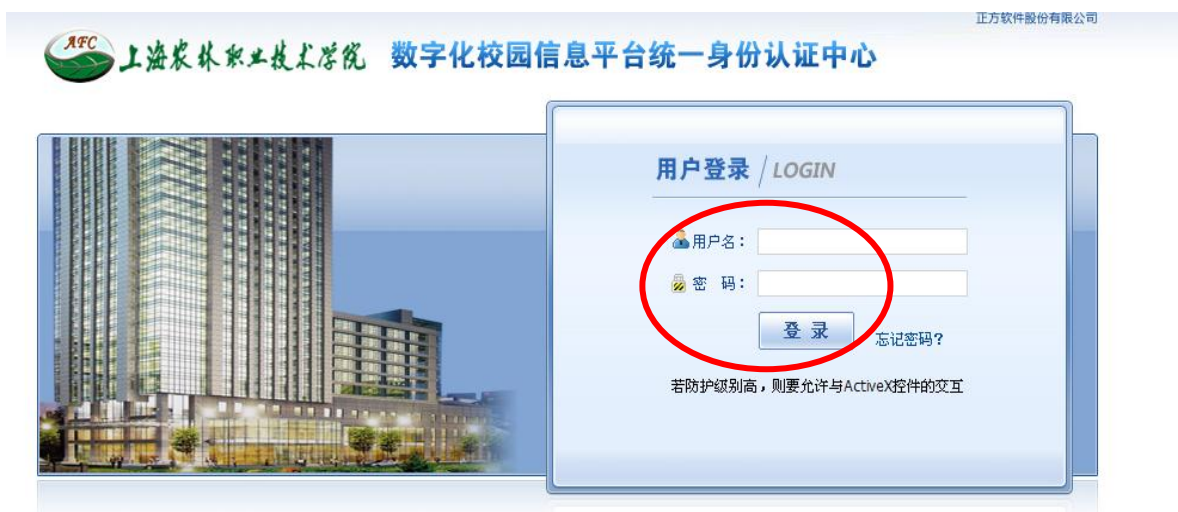 正方软件股份有限公司
AFC
上海农林职业技术学院 数字化校园信息平台统一身份认证中心
用户登录 / LOGIN
用户名：
密 码：
登 录 忘记密码?
若防护级别高，则要允许与ActiveX控件的交互